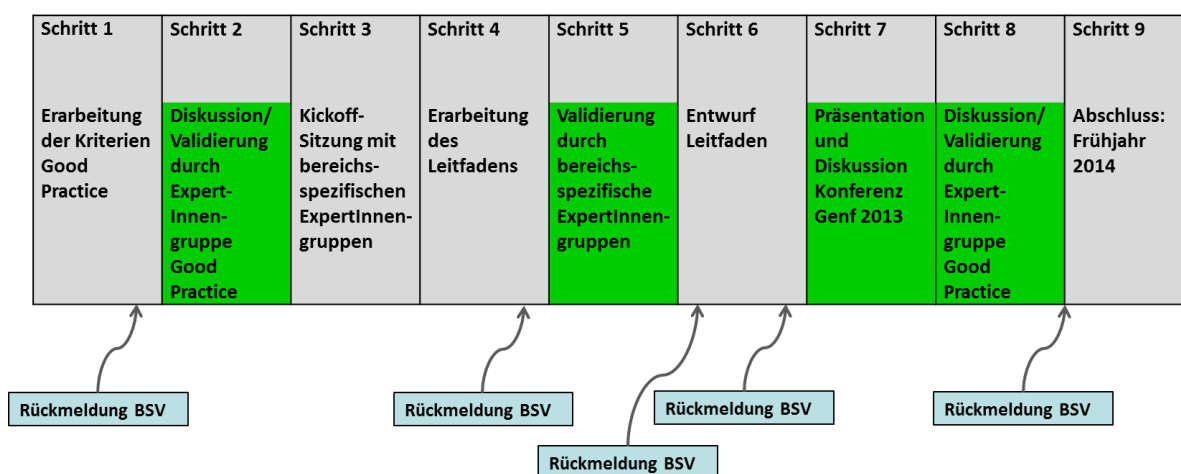 Schritt 1
Erarbeitung
der Kriterien
Good
Practice
Schritt 2
Diskussion/
Validierung
durch
Expert-
Innen-
gruppe
Good
Practice
Schritt 3
Kickoff-
Sitzung mit
bereichs-
spezifischen
ExpertInnen-
gruppen
Schritt 4
Erarbeitung
des
Leitfadens
Schritt 5
Validierung
durch
bereichs-
spezifische
ExpertInnen-
gruppen
Schritt 6
Entwurf
Leitfaden
Schritt 7
Präsentation
und
Diskussion
Konferenz
Genf 2013
Schritt 8
Diskussion/
Validierung
durch
Expert-
Innen-
gruppe
Good
Practice
Schritt 9
Abschluss:
Frühjahr
2014
Rückmeldung BSV
Rückmeldung BSV
Rückmeldung BSV
Rückmeldung BSV
Rückmeldung BSV